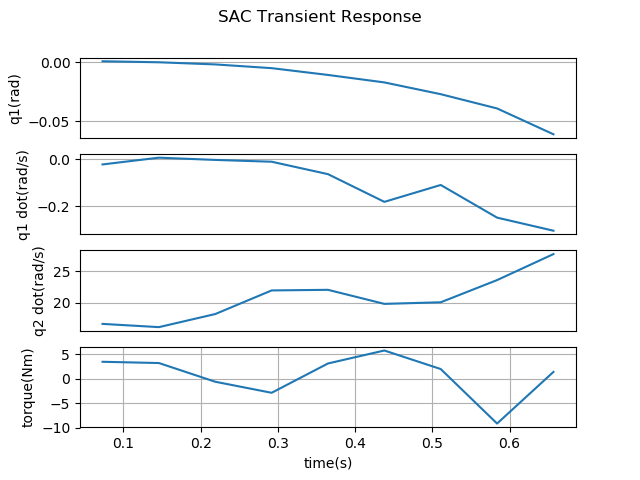 SAC Transient Response
0.00
−0.05
q1(rad)
0.0
−0.2
q1 dot(rad/s)
25
20
q2 dot(rad/s)
5
0
−5
−10
torque(Nm)
0.1 0.2 0.3 0.4 0.5 0.6
time(s)